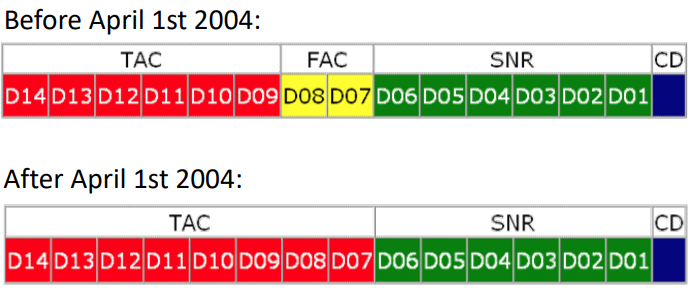 Before April 1st 2004:
TAC FAC SNR CD
D14 D13 D12 D11 D10 D09 D08 D07 D06 D05 D04 D03 D02 D01
After April 1st 2004:
TAC SNR CD
D14 D13 D12 D11 D10 D09 D08 D07 D06 D05 D04 D03 D02 D01